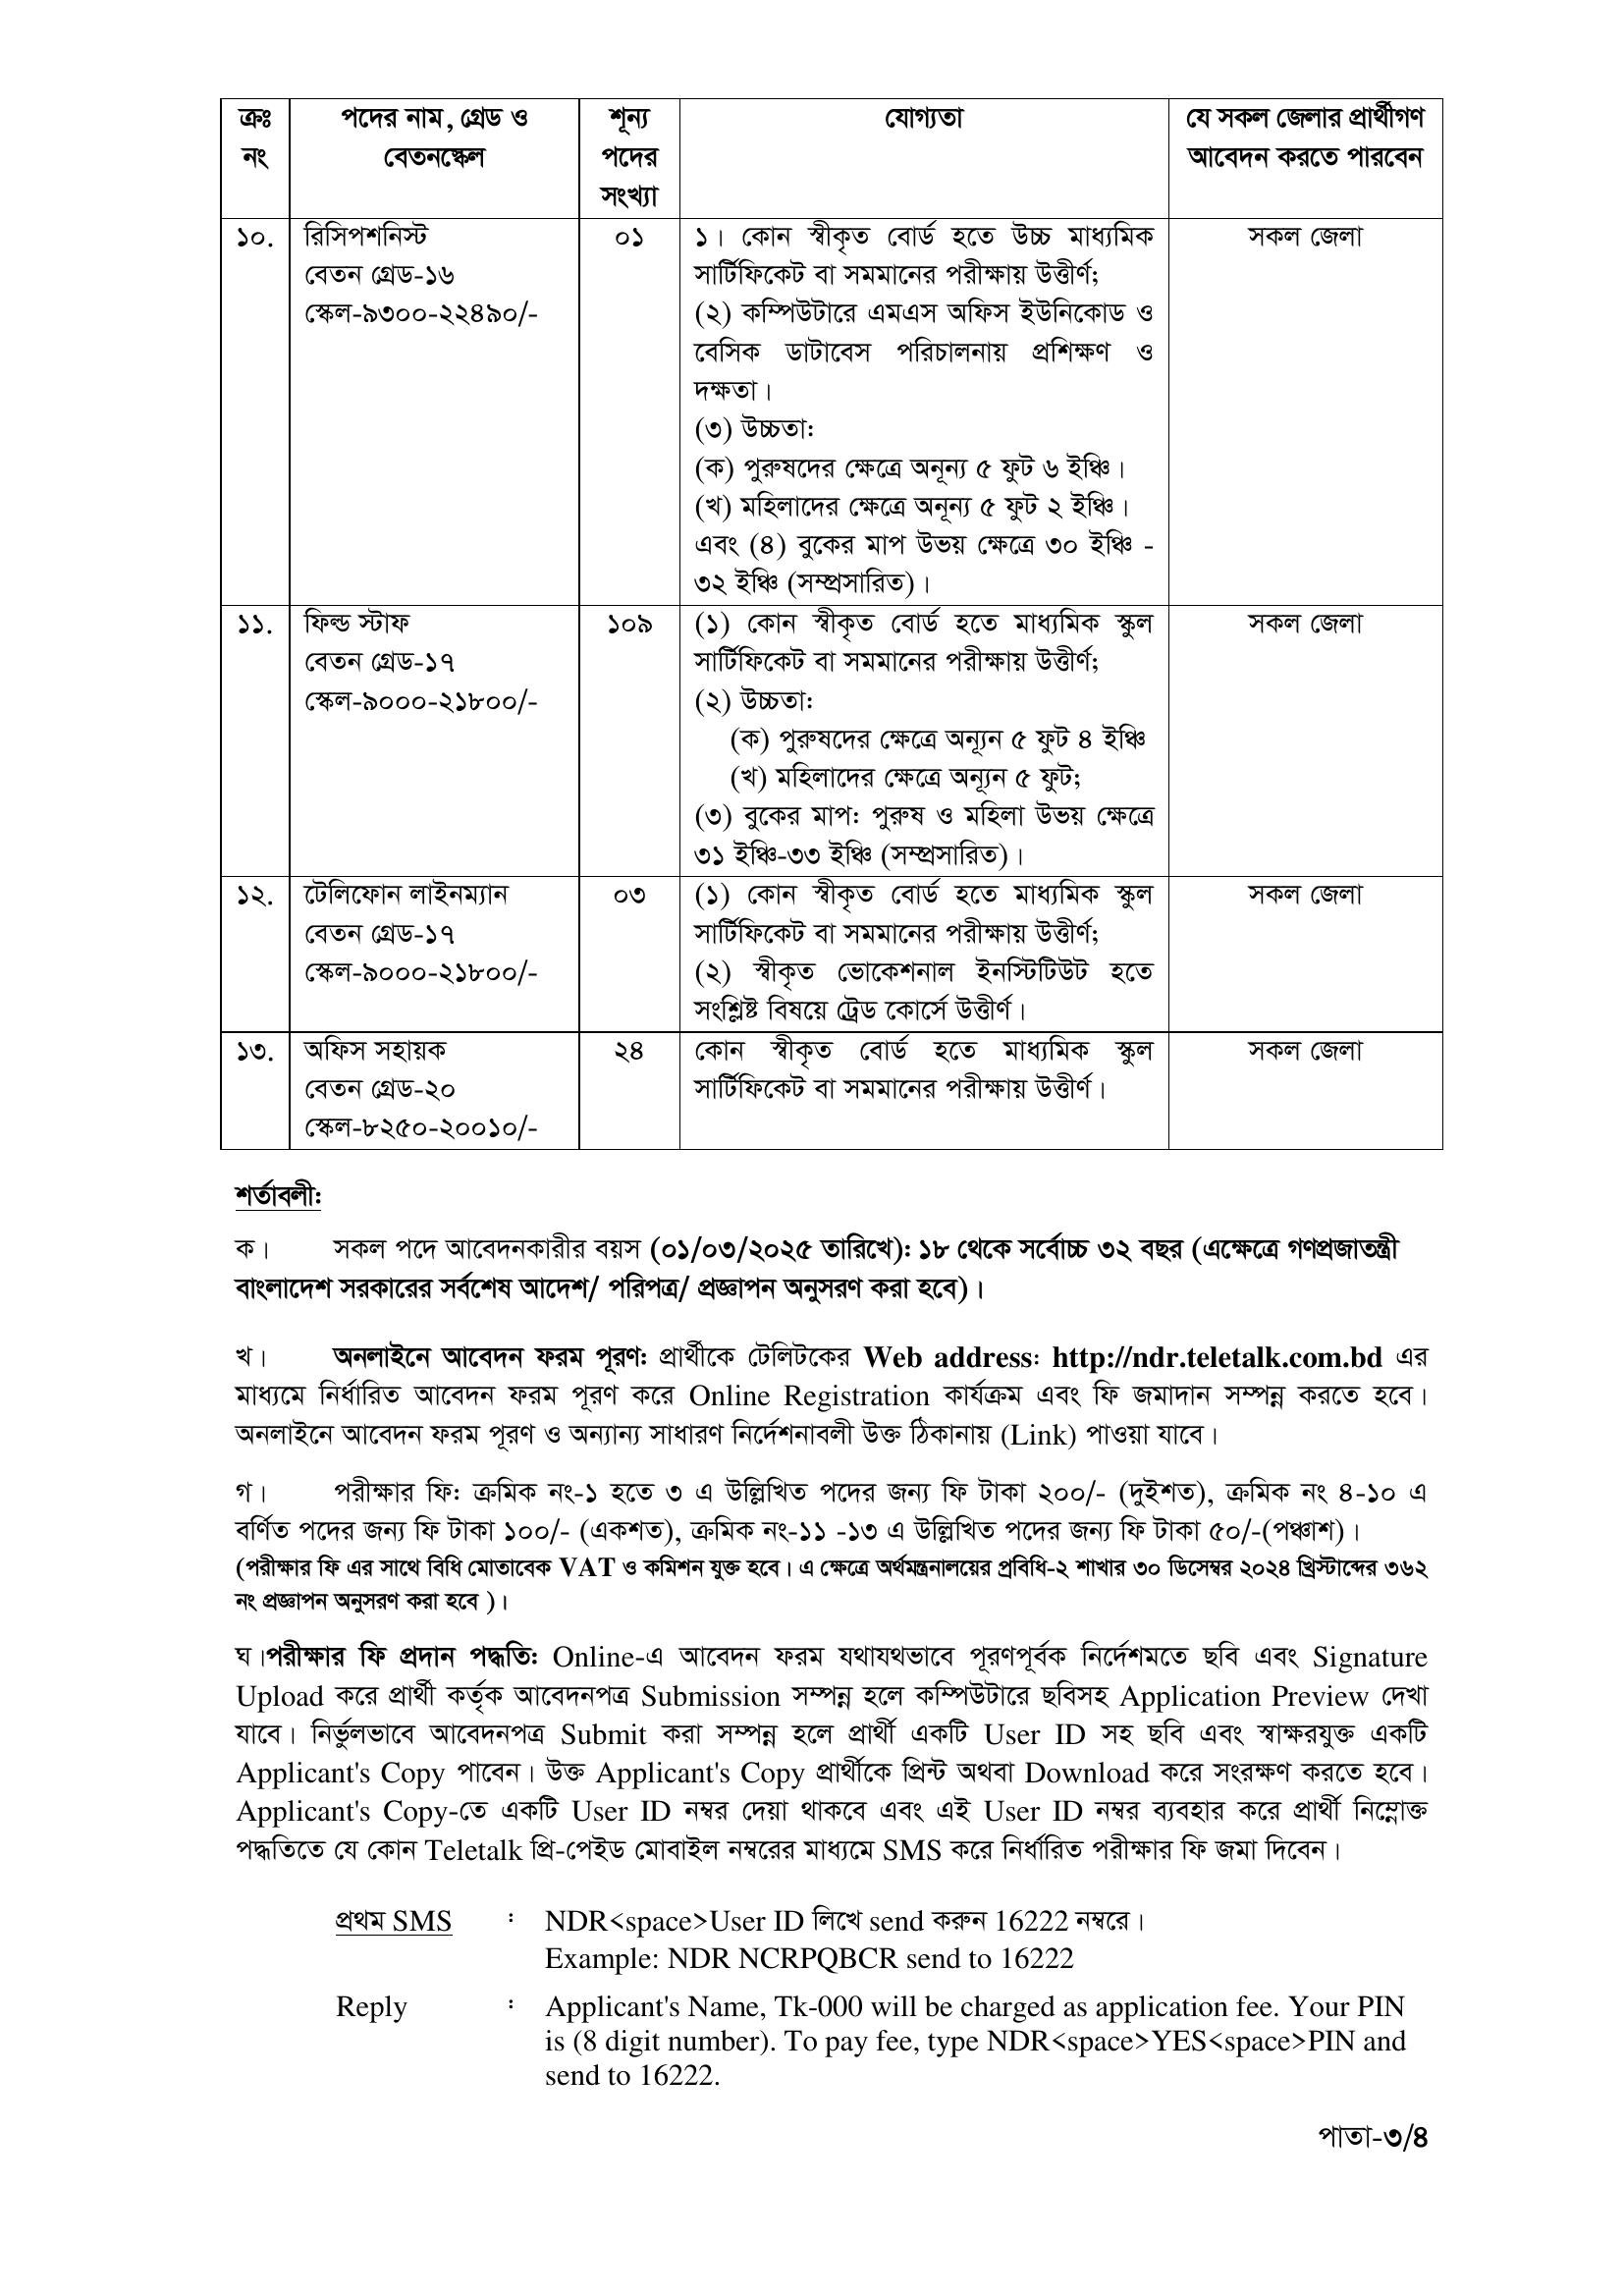 ক্রঃ নং
পদের নাম, গ্রেড ও বেতনস্কেল
শূন্য পদের সংখ্যা
যোগ্যতা
যে সকল জেলার প্রার্থীগণ আবেদন করতে পারবেন
১০.
রিসিপশনিস্ট
বেতন গ্রেড-১৬
স্কেল-৯৩০০-২২৪৯০/-
০১
১। কোন স্বীকৃত বোর্ড হতে উচ্চ মাধ্যমিক
সার্টিফিকেট বা সমমানের পরীক্ষায় উত্তীর্ণ;
(২) কম্পিউটারে এমএস অফিস ইউনিকোড ও
বেসিক ডাটাবেস পরিচালনায় প্রশিক্ষণ ও
দক্ষতা।
(৩) উচ্চতা:
(ক) পুরুষদের ক্ষেত্রে অনূন্য ৫ ফুট ৬ ইঞ্চি।
(খ) মহিলাদের ক্ষেত্রে অনূন্য ৫ ফুট ২ ইঞ্চি।
এবং (৪) বুকের মাপ উভয় ক্ষেত্রে ৩০ ইঞ্চি -
৩২ ইঞ্চি (সম্প্রসারিত)।
সকল জেলা
১১.
ফিল্ড স্টাফ
বেতন গ্রেড-১৭
স্কেল-৯০০০-২১৮০০/-
১০৯
(১) কোন স্বীকৃত বোর্ড হতে মাধ্যমিক স্কুল
সার্টিফিকেট বা সমমানের পরীক্ষায় উত্তীর্ণ;
(২) উচ্চতা:
(ক) পুরুষদের ক্ষেত্রে অন্যূন ৫ ফুট ৪ ইঞ্চি
(খ) মহিলাদের ক্ষেত্রে অন্যূন ৫ ফুট;
(৩) বুকের মাপ: পুরুষ ও মহিলা উভয় ক্ষেত্রে
৩১ ইঞ্চি-৩৩ ইঞ্চি (সম্প্রসারিত)।
সকল জেলা
১২.
টেলিফোন লাইনম্যান
বেতন গ্রেড-১৭
স্কেল-৯০০০-২১৮০০/-
০৩
(১) কোন স্বীকৃত বোর্ড হতে মাধ্যমিক স্কুল
সার্টিফিকেট বা সমমানের পরীক্ষায় উত্তীর্ণ;
(২) স্বীকৃত ভোকেশনাল ইনস্টিটিউট হতে
সংশ্লিষ্ট বিষয়ে ট্রেড কোর্সে উত্তীর্ণ।
সকল জেলা
১৩.
অফিস সহায়ক
বেতন গ্রেড-২০
স্কেল-৮২৫০-২০০১০/-
২৪
কোন স্বীকৃত বোর্ড হতে মাধ্যমিক স্কুল
সার্টিফিকেট বা সমমানের পরীক্ষায় উত্তীর্ণ।
সকল জেলা
শর্তাবলী:
ক। সকল পদে আবেদনকারীর বয়স (০১/০৩/২০২৫ তারিখে): ১৮ থেকে সর্বোচ্চ ৩২ বছর (এক্ষেত্রে গণপ্রজাতন্ত্রী
বাংলাদেশ সরকারের সর্বশেষ আদেশ/ পরিপত্র/ প্রজ্ঞাপন অনুসরণ করা হবে)।
খ। অনলাইনে আবেদন ফরম পূরণ: প্রার্থীকে টেলিটকের Web address: http://ndr.teletalk.com.bd এর
মাধ্যমে নির্ধারিত আবেদন ফরম পূরণ করে Online Registration কার্যক্রম এবং ফি জমাদান সম্পন্ন করতে হবে।
অনলাইনে আবেদন ফরম পূরণ ও অন্যান্য সাধারণ নির্দেশনাবলী উক্ত ঠিকানায় (Link) পাওয়া যাবে।
গ। পরীক্ষার ফি: ক্রমিক নং-১ হতে ৩ এ উল্লিখিত পদের জন্য ফি টাকা ২০০/- (দুইশত), ক্রমিক নং ৪-১০ এ
বর্ণিত পদের জন্য ফি টাকা ১০০/- (একশত), ক্রমিক নং-১১ -১৩ এ উল্লিখিত পদের জন্য ফি টাকা ৫০/-(পঞ্চাশ)।
(পরীক্ষার ফি এর সাথে বিধি মোতাবেক VAT ও কমিশন যুক্ত হবে। এ ক্ষেত্রে অর্থমন্ত্রনালয়ের প্রবিধি-২ শাখার ৩০ ডিসেম্বর ২০২৪ খ্রিস্টাব্দের ৩৬২
নং প্রজ্ঞাপন অনুসরণ করা হবে )।
ঘ।পরীক্ষার ফি প্রদান পদ্ধতি: Online-এ আবেদন ফরম যথাযথভাবে পূরণপূর্বক নির্দেশমতে ছবি এবং Signature
Upload করে প্রার্থী কর্তৃক আবেদনপত্র Submission সম্পন্ন হলে কম্পিউটারে ছবিসহ Application Preview দেখা
যাবে। নির্ভুলভাবে আবেদনপত্র Submit করা সম্পন্ন হলে প্রার্থী একটি User ID সহ ছবি এবং স্বাক্ষরযুক্ত একটি
Applicant's Copy পাবেন। উক্ত Applicant's Copy প্রার্থীকে প্রিন্ট অথবা Download করে সংরক্ষণ করতে হবে।
Applicant's Copy-তে একটি User ID নম্বর দেয়া থাকবে এবং এই User ID নম্বর ব্যবহার করে প্রার্থী নিম্নোক্ত
পদ্ধতিতে যে কোন Teletalk প্রি-পেইড মোবাইল নম্বরের মাধ্যমে SMS করে নির্ধারিত পরীক্ষার ফি জমা দিবেন।
প্রথম SMS : NDR<space>User ID লিখে send করুন 16222 নম্বরে।
Example: NDR NCRPQBCR send to 16222
Reply : Applicant's Name, Tk-000 will be charged as application fee. Your PIN
is (8 digit number). To pay fee, type NDR<space>YES<space>PIN and
send to 16222.
পাতা-৩/৪